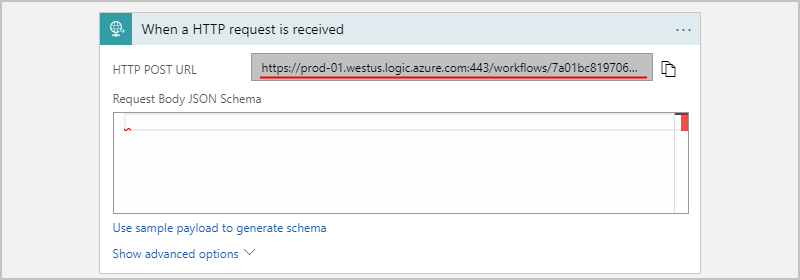 When a HTTP request is received
HTTP POST URL
https://prod-01.westus.logic.azure.com:443/workflows/7a01bc819706...
Request Body JSON Schema
Use sample payload to generate schema
Show advanced options